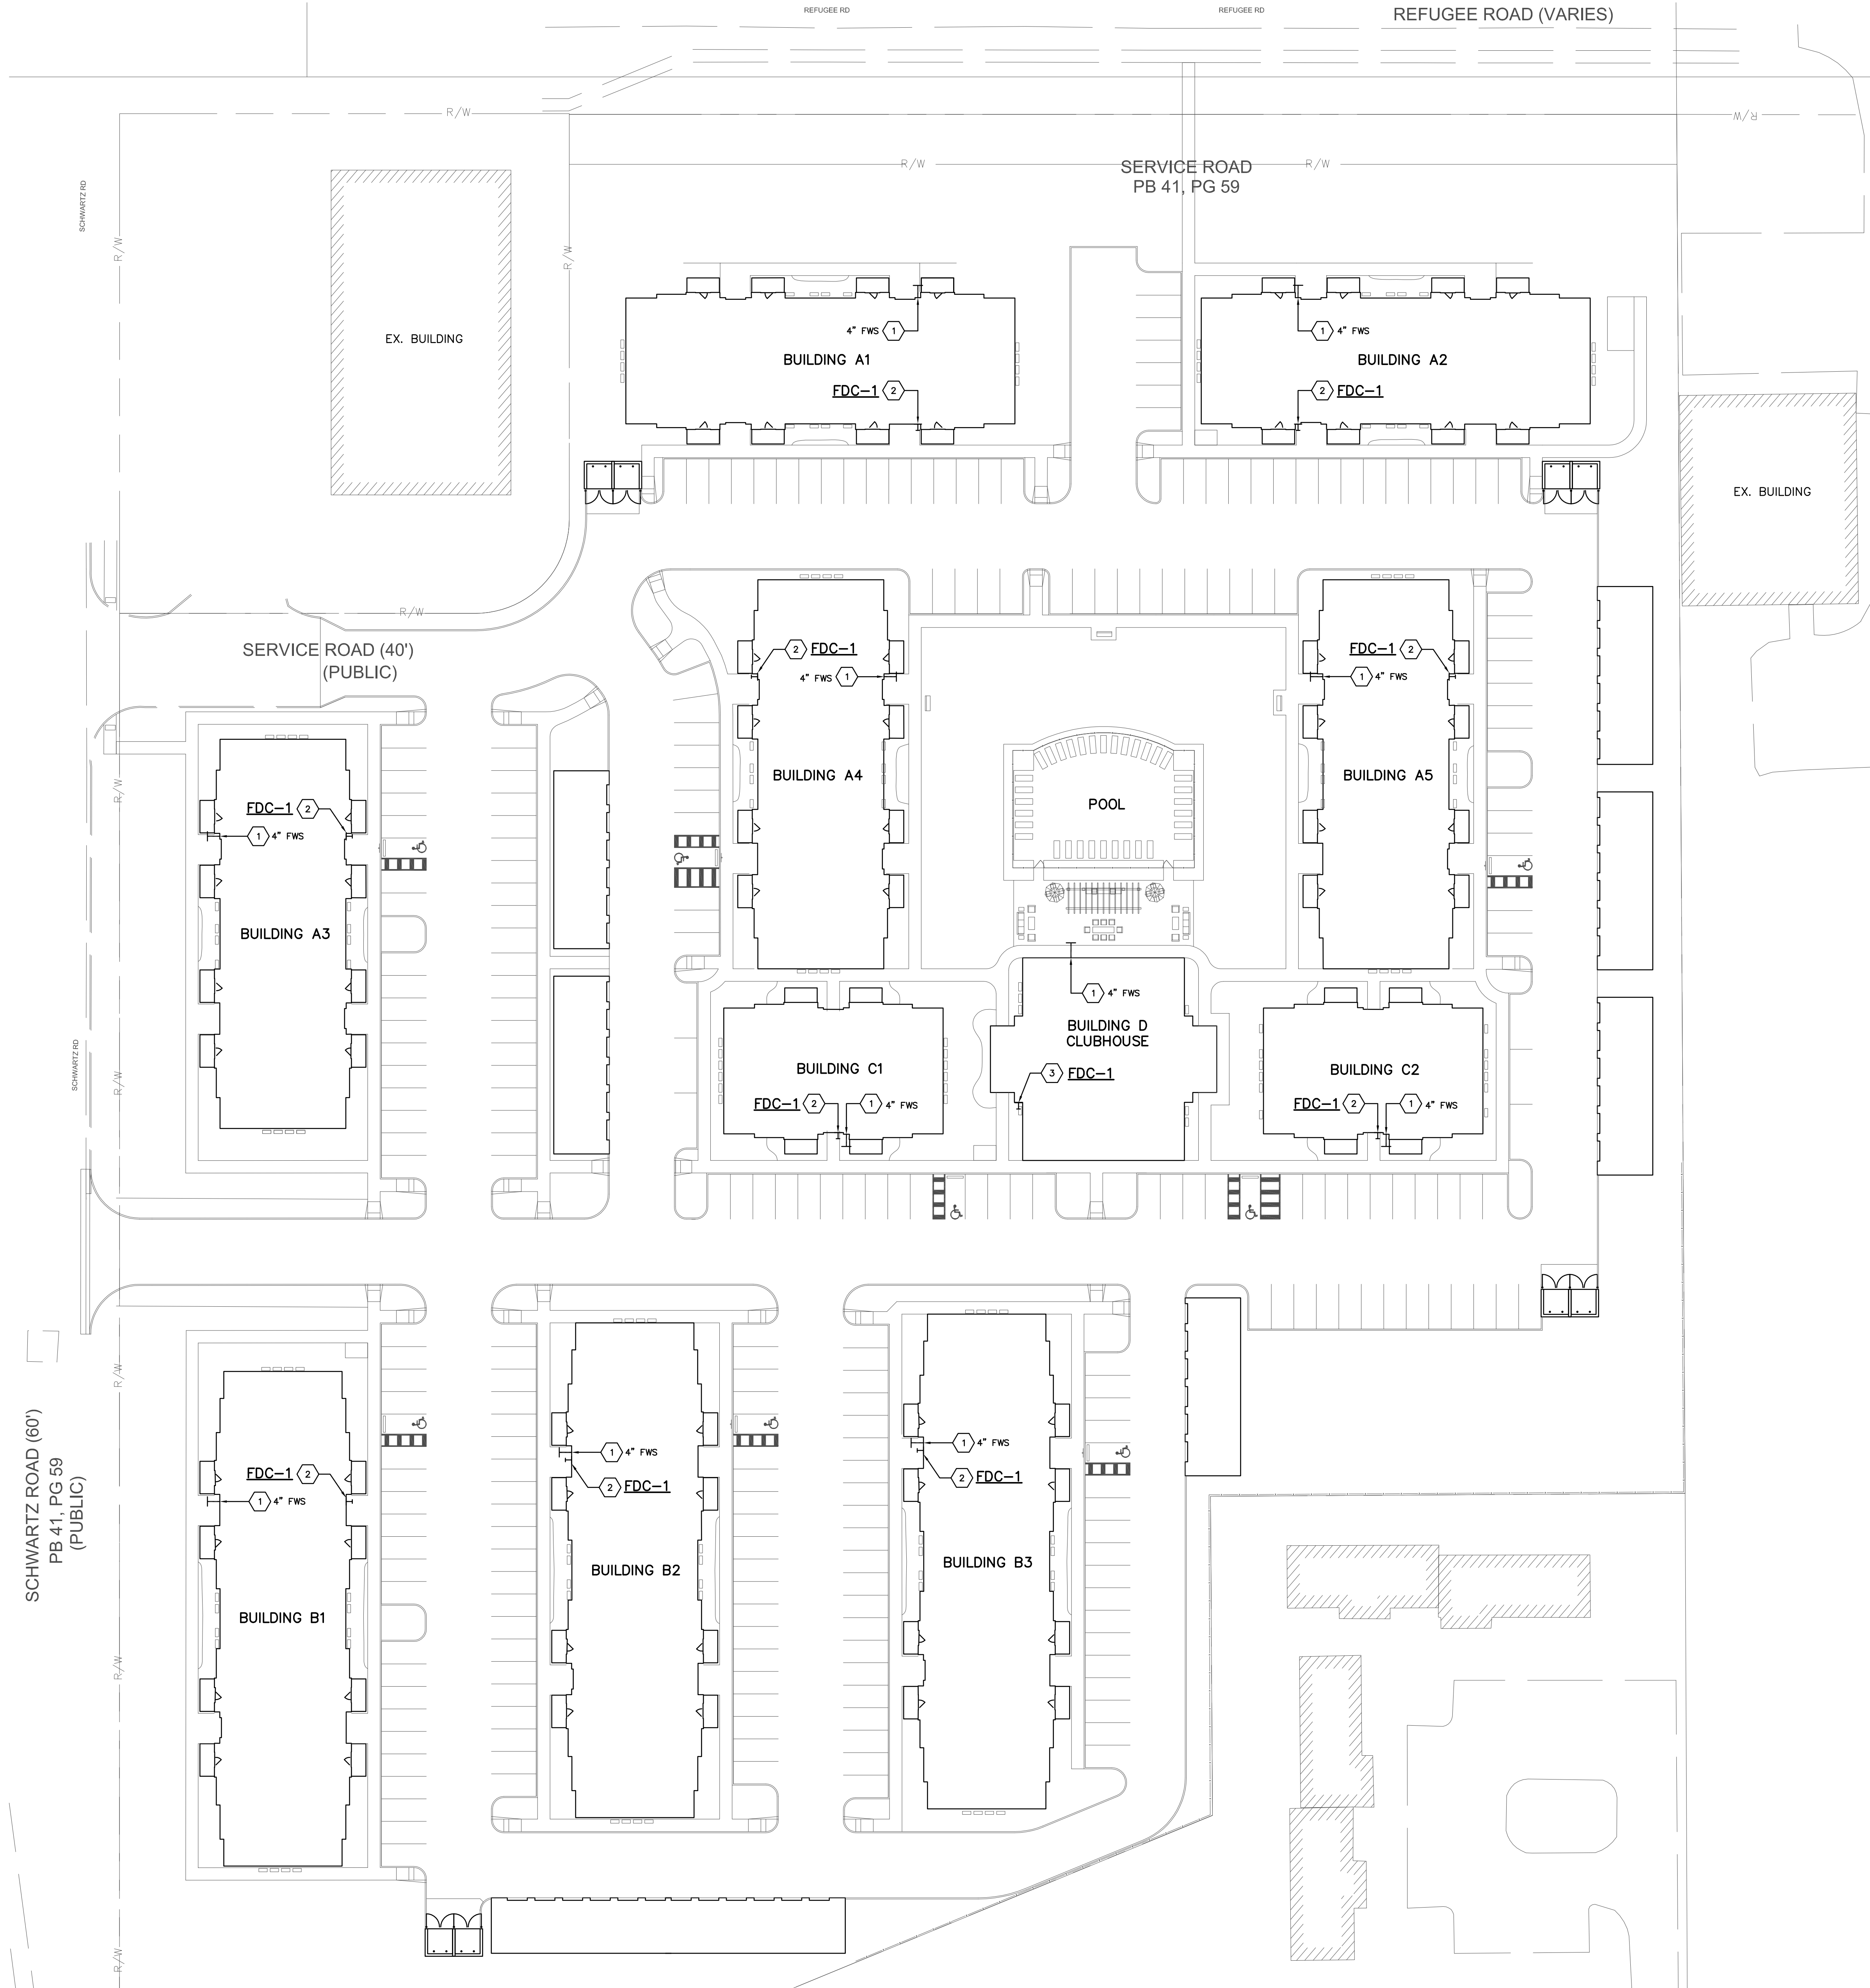 REFUGEE RD
REFUGEE RD
REFUGEE ROAD (VARIES)
R/W
R/W
R/W
R/W
SERVICE ROAD
PB 41, PG 59
SCHWARTZ RD
R/W
R/W
EX. BUILDING
4" FWS 1
BUILDING A1
FDC-1 2
1 4" FWS
BUILDING A2
2 FDC-1
EX. BUILDING
R/W
SERVICE ROAD (40')
(PUBLIC)
2 FDC-1
4" FWS 1
BUILDING A4
FDC-1 2
1 4" FWS
BUILDING A5
POOL
R/W
FDC-1 2
1 4" FWS
BUILDING A3
1 4" FWS
BUILDING D
CLUBHOUSE
3 FDC-1
SCHWARTZ RD
R/W
BUILDING C1
FDC-1 2
1 4" FWS
BUILDING C2
FDC-1 2
1 4" FWS
R/W
SCHWARTZ ROAD (60')
PB 41, PG 59
(PUBLIC)
FDC-1 2
1 4" FWS
BUILDING B1
1 4" FWS
2 FDC-1
BUILDING B2
1 4" FWS
2 FDC-1
BUILDING B3
R/W
R/W